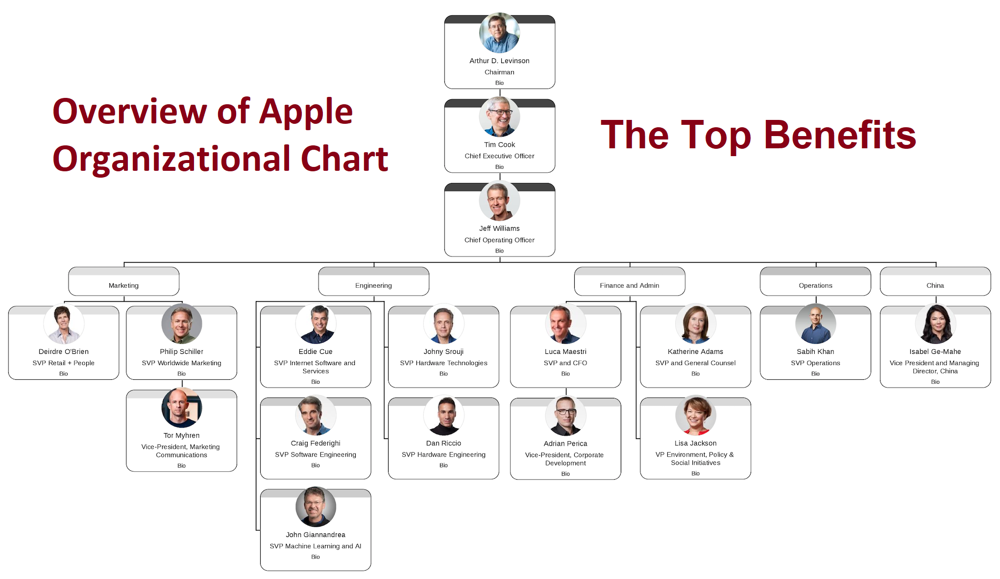 Arthur D. Levinson
Chairman
Bio
Overview of Apple
Organizational Chart
The Top Benefits
Tim Cook
Chief Executive Officer
Bio
Jeff Williams
Chief Operating Officer
Bio
Marketing
Engineering
Finance and Admin
Operations
China
Deirdre O'Brien
SVP Retail + People
Bio
Philip Schiller
SVP Worldwide Marketing
Bio
Eddie Cue
SVP Internet Software and
Services
Bio
Johny Srouji
SVP Hardware Technologies
Bio
Luca Maestri
SVP and CFO
Bio
Katherine Adams
SVP and General Counsel
Bio
Sabih Khan
SVP Operations
Bio
Isabel Ge-Mahe
Vice President and Managing
Director, China
Bio
Tor Myhren
Vice-President, Marketing
Communications
Bio
Craig Federighi
SVP Software Engineering
Bio
Dan Riccio
SVP Hardware Engineering
Bio
Adrian Perica
Vice-President, Corporate
Development
Bio
Lisa Jackson
VP Environment, Policy &
Social Initiatives
Bio
John Giannandrea
SVP Machine Learning and AI
Bio